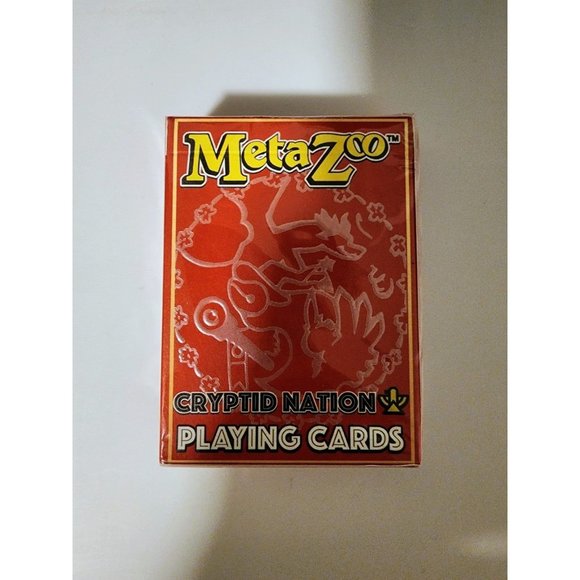 MetaZoo™
CRYPTID NATION
PLAYING CARDS